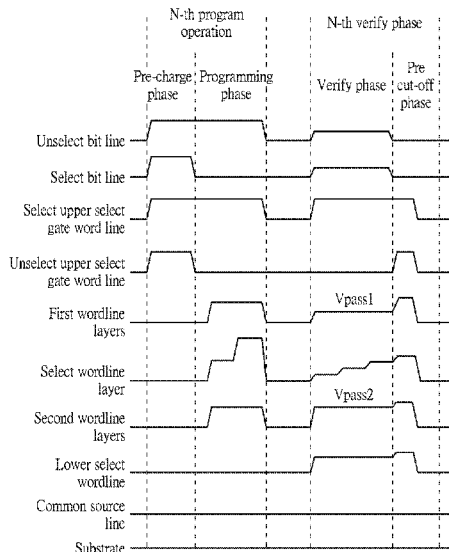 N-th program
operation
N-th verify phase
Pre-charge
phase
Programming
phase
Verify phase
Pre
cut-off
phase
Unselect bit line
Select bit line
Select upper select
gate word line
Unselect upper select
gate word line
First wordline
layers
Vpass1
Select wordline
layer
Vpass2
Second wordline
layers
Lower select
wordline
Common source
line
Substrate